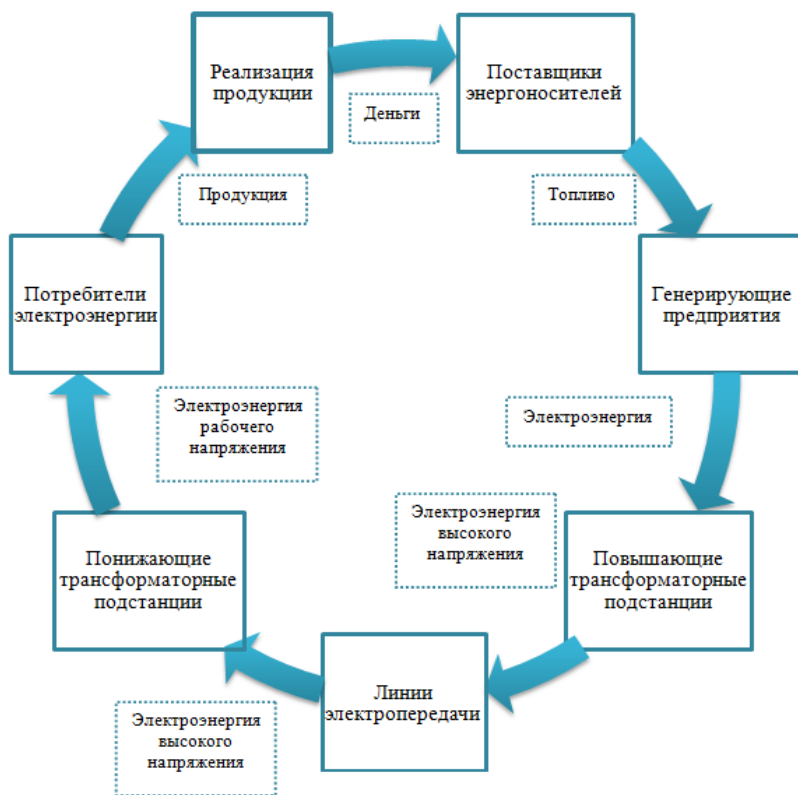 Реализация
продукции
Поставщики
энергоносителей
Деньги
Продукция
Топливо
Потребители
электроэнергии
Генерирующие
предприятия
Электроэнергия
рабочего
напряжения
Электроэнергия
Электроэнергия
высокого
напряжения
Понижающие
трансформаторные
подстанции
Повышающие
трансформаторные
подстанции
Линии
электропередачи
Электроэнергия
высокого
напряжения